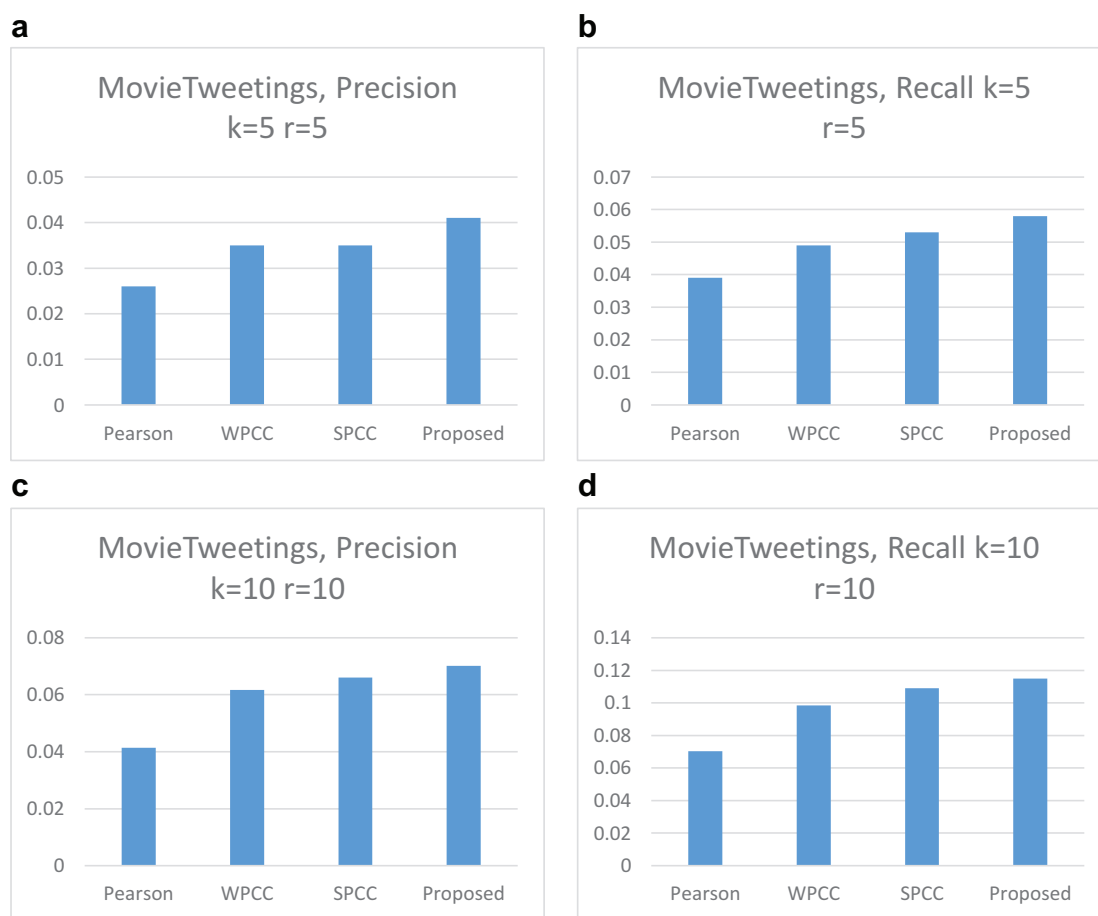 a
MovieTweetings, Precision
k=5 r=5
0.05
0.04
0.03
0.02
0.01
0
Pearson WPCC SPCC Proposed
b
MovieTweetings, Recall k=5
r=5
0.07
0.06
0.05
0.04
0.03
0.02
0.01
0
Pearson WPCC SPCC Proposed
c
MovieTweetings, Precision
k=10 r=10
0.08
0.06
0.04
0.02
0
Pearson WPCC SPCC Proposed
d
MovieTweetings, Recall k=10
r=10
0.14
0.12
0.1
0.08
0.06
0.04
0.02
0
Pearson WPCC SPCC Proposed